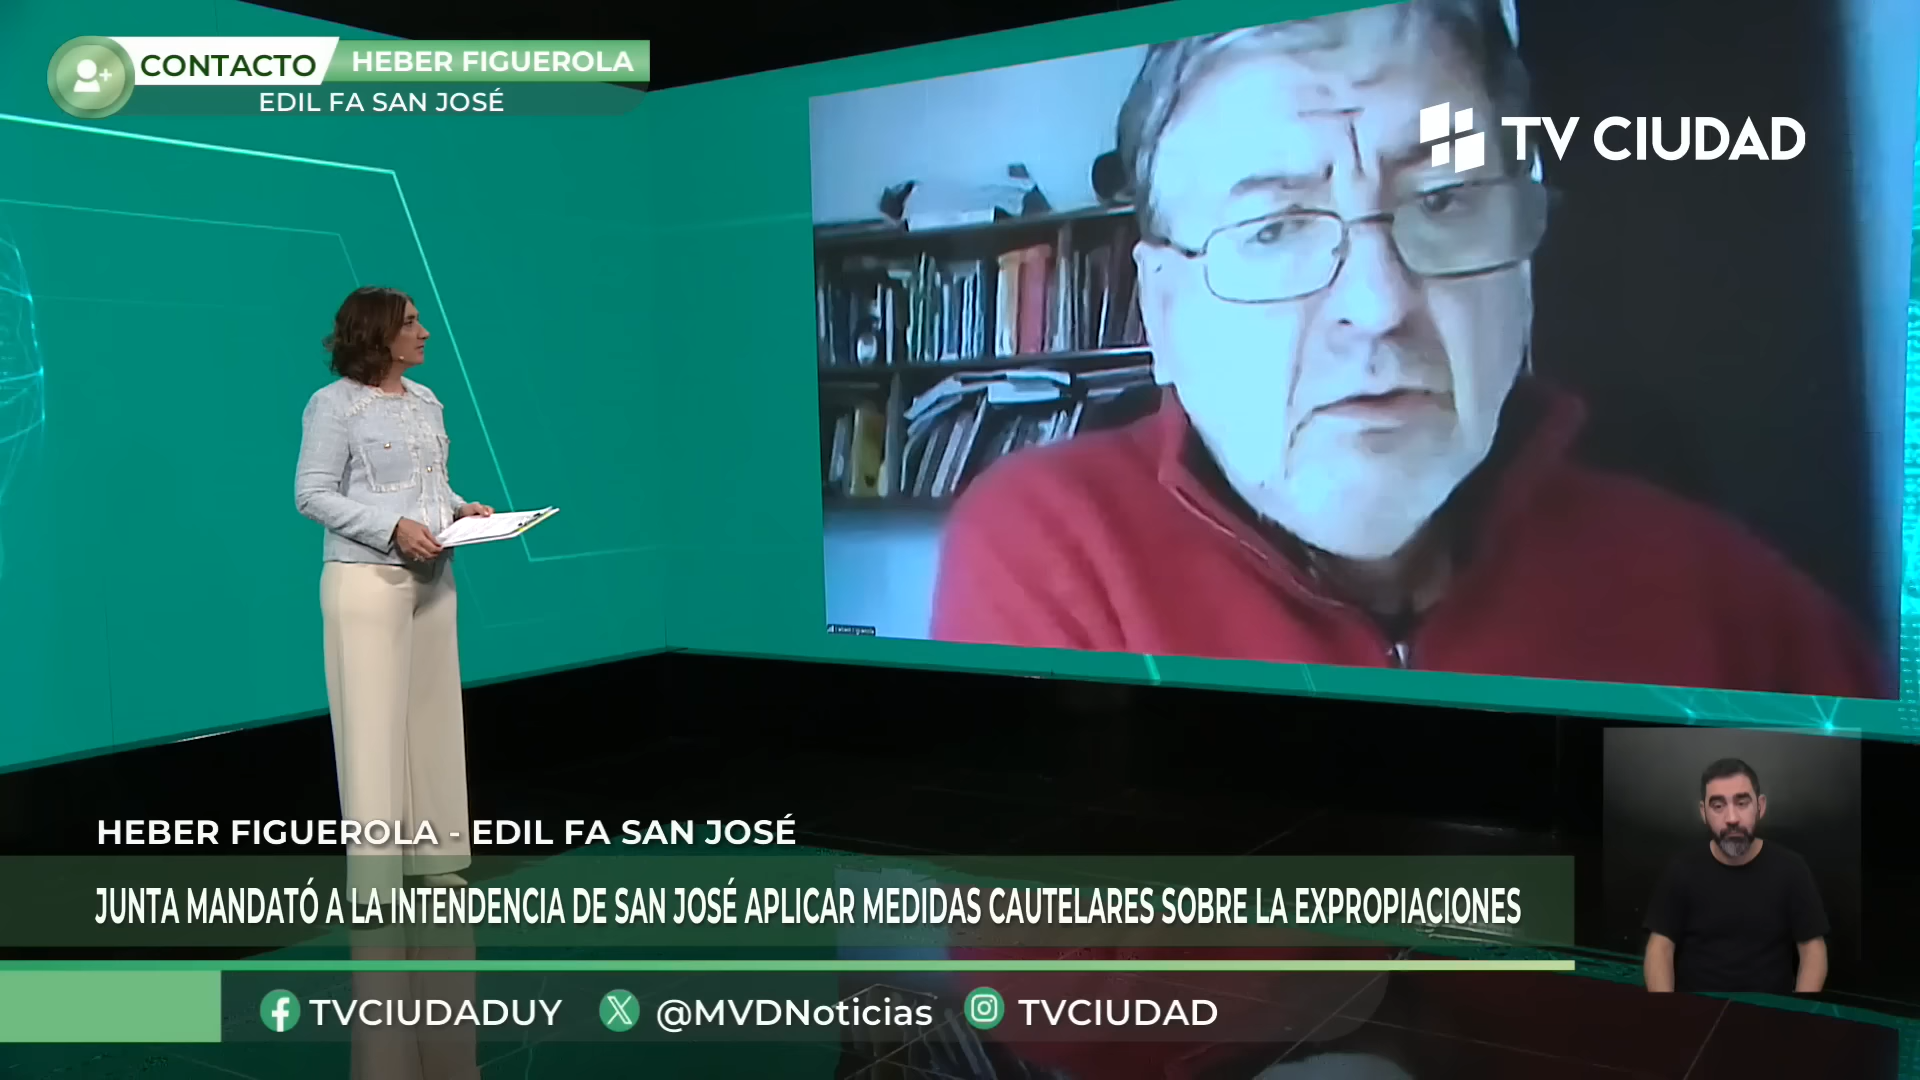 CONTACTO HEBER FIGUEROLA
EDIL FA SAN JOSÉ
TV CIUDAD
HEBER FIGUEROLA - EDIL FA SAN JOSÉ
JUNTA MANDATÓ A LA INTENDENCIA DE SAN JOSÉ APLICAR MEDIDAS CAUTELARES SOBRE LA EXPROPIACIONES
TVCIUDADUY @MVDNoticias TVCIUDAD